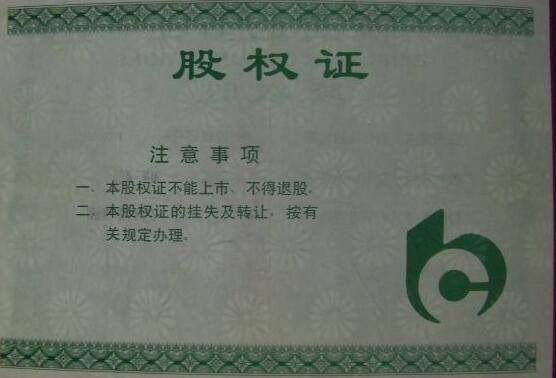 股权证
注意事项
一、本股权证不能上市、不得退股。
二、本股权证的挂失及转让，按有
关规定办理。